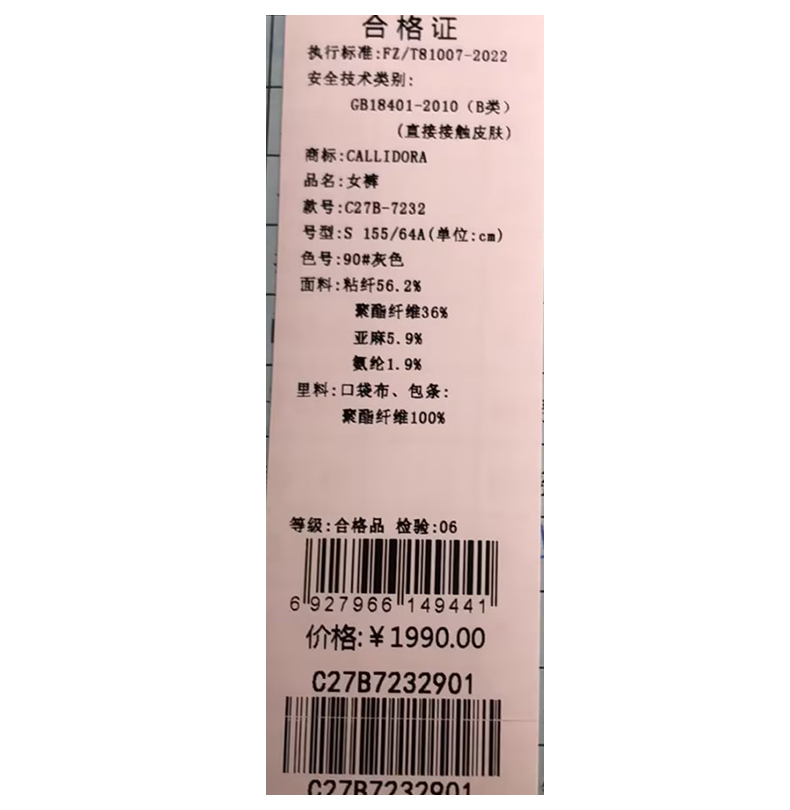 合格证
执行标准:FZ/T81007-2022
安全技术类别:
GB18401-2010（B类）
（直接接触皮肤）
商标:CALLIDORA
品名:女裤
款号:C27B-7232
号型:S 155/64A(单位:cm)
色号:90#灰色
面料:粘纤56.2%
聚酯纤维36%
亚麻5.9%
氨纶1.9%
里料:口袋布、包条:
聚酯纤维100%
等级:合格品 检验:06
6 927966 149441
价格:￥1990.00
C27B7232901
C27B7232901